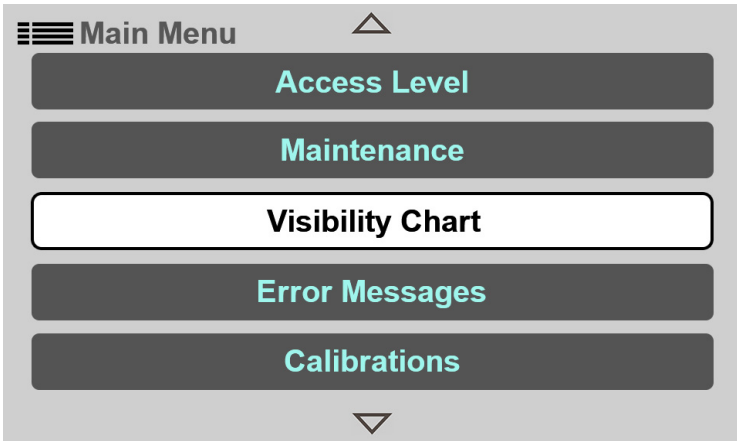 Main Menu
Access Level
Maintenance
Visibility Chart
Error Messages
Calibrations